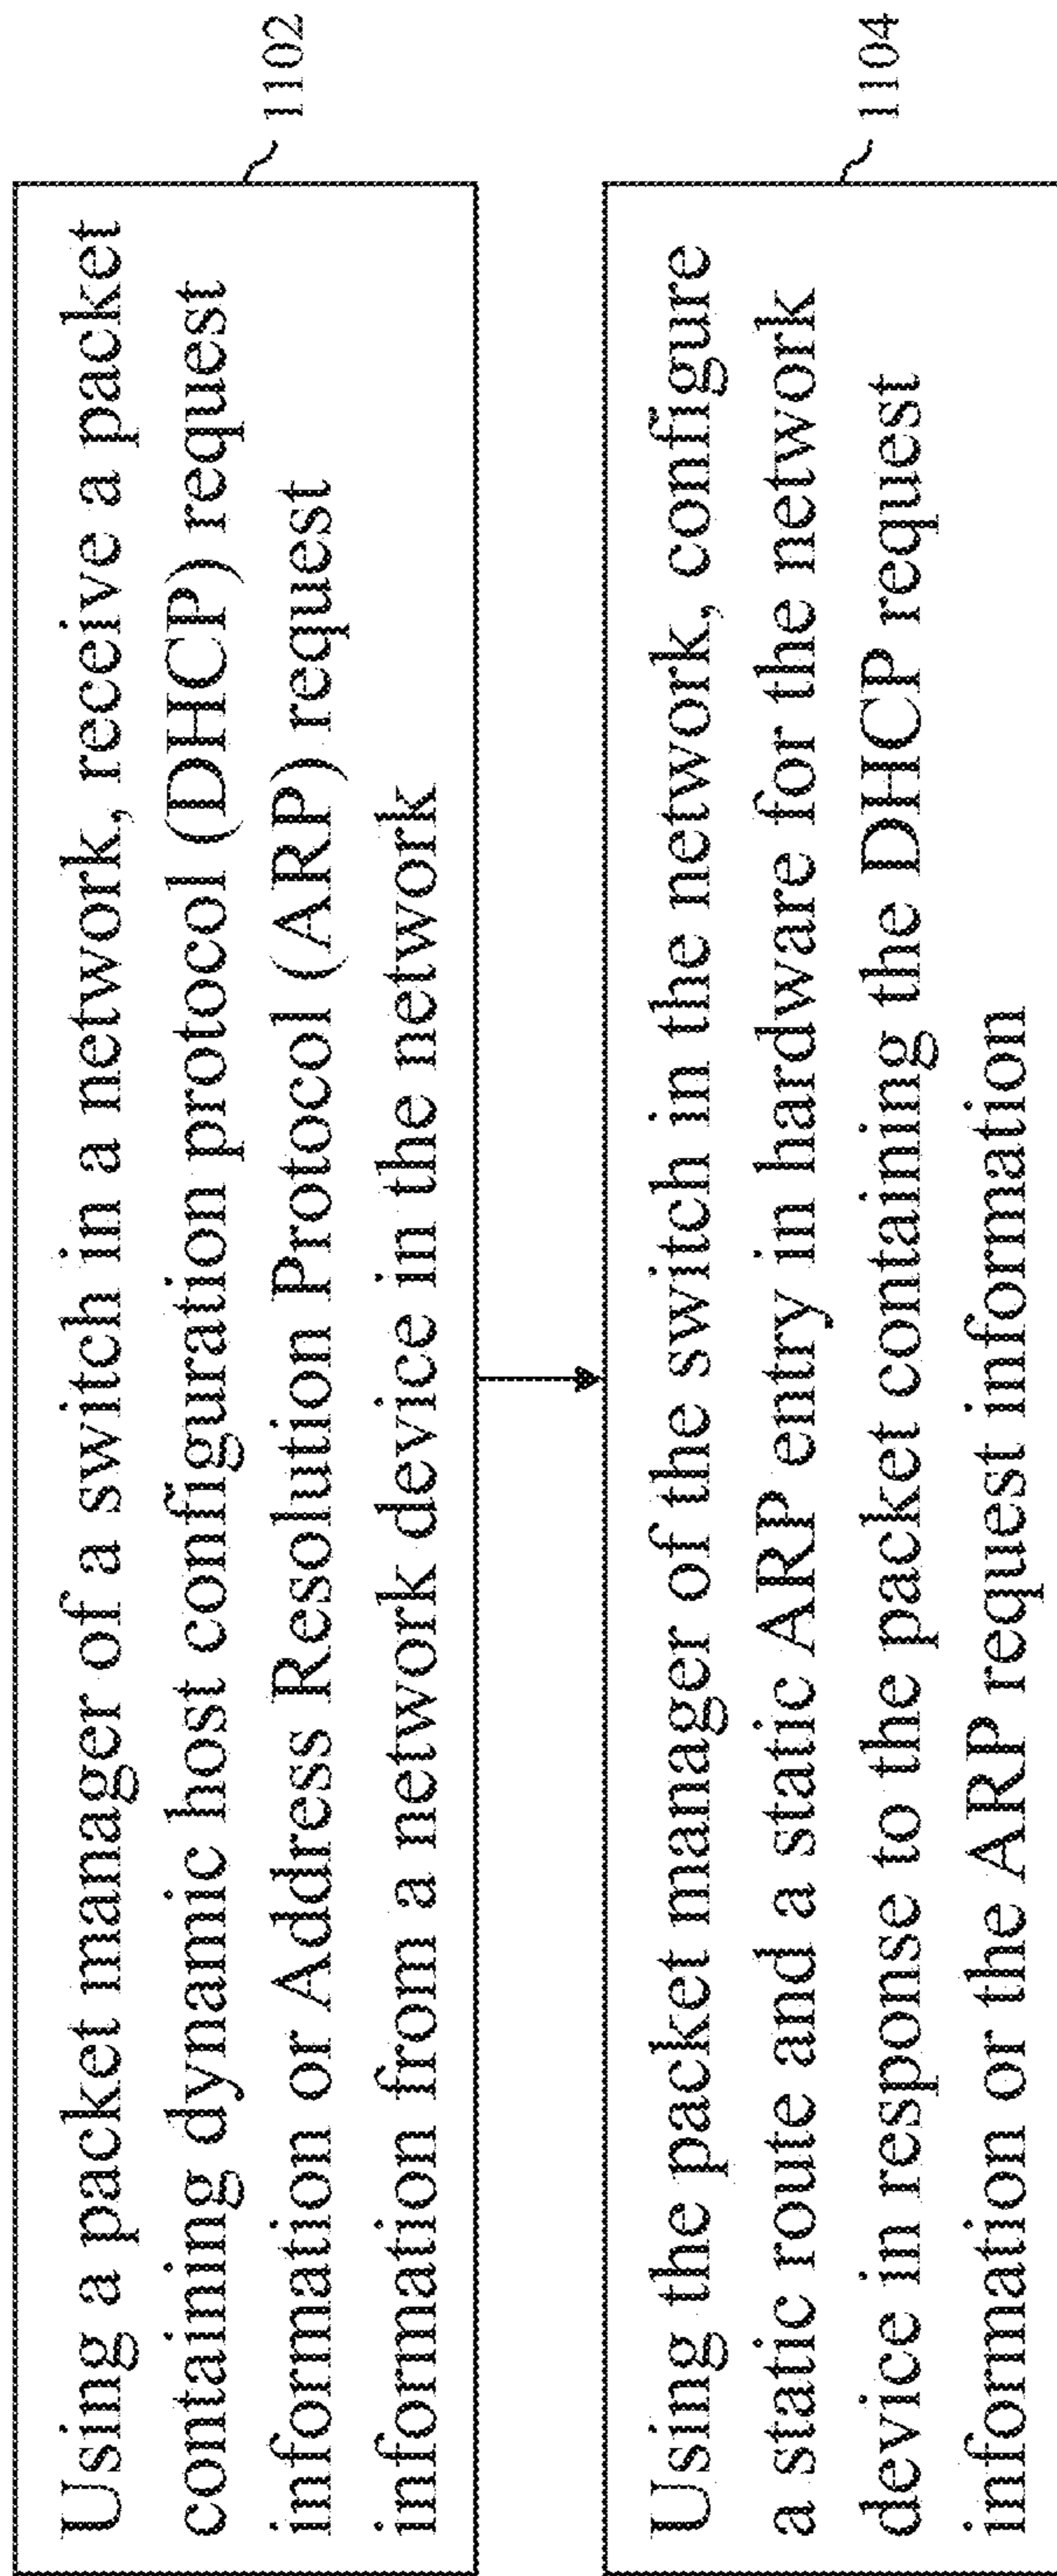 Using a packet manager of a switch in a network, receive a packet
containing dynamic host configuration protocol (DHCP) request
information or Address Resolution Protocol (ARP) request
information from a network device in the network
1102
Using the packet manager of the switch in the network, configure
a static route and a static ARP entry in hardware for the network
device in response to the packet containing the DHCP request
information or the ARP request information
1104